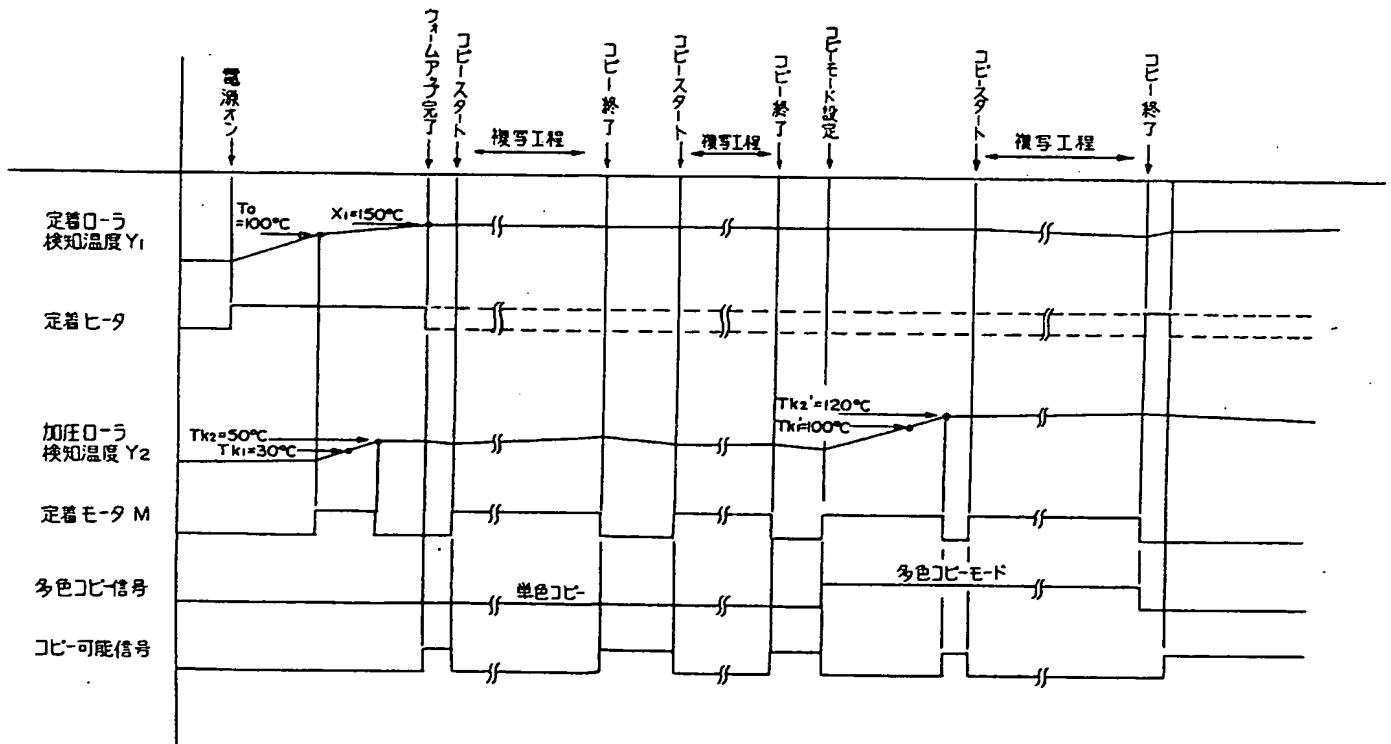 電源オン
ウォームアップ完了
コピースタート
複写工程
コピー終了
コピースタート
複写工程
コピー終了
コピーモード設定
コピースタート
複写工程
コピー終了
定着ローラ
検知温度Y1
To
=100℃
X1=150℃
定着ヒータ
加圧ローラ
検知温度Y2
Tk2=50℃
Tk1=30℃
Tk2'=120℃
Tk1'=100℃
定着モータ M
多色コピー信号
単色コピー
多色コピーモード
コピー可能信号